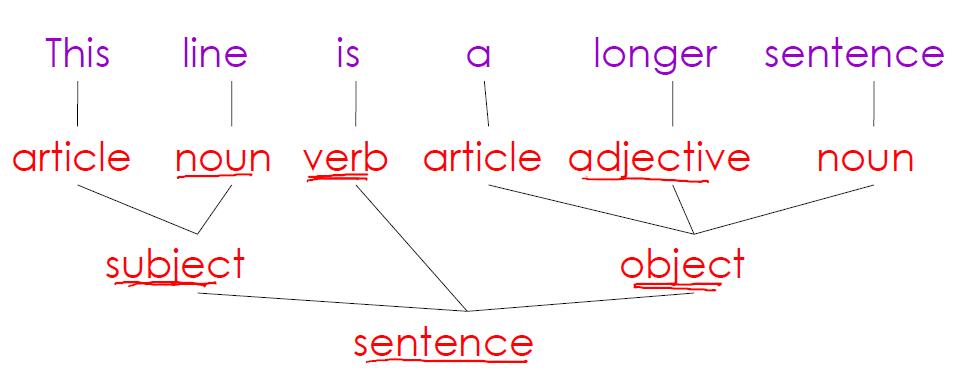 This line is a longer sentence
article noun verb article adjective noun
subject object
sentence